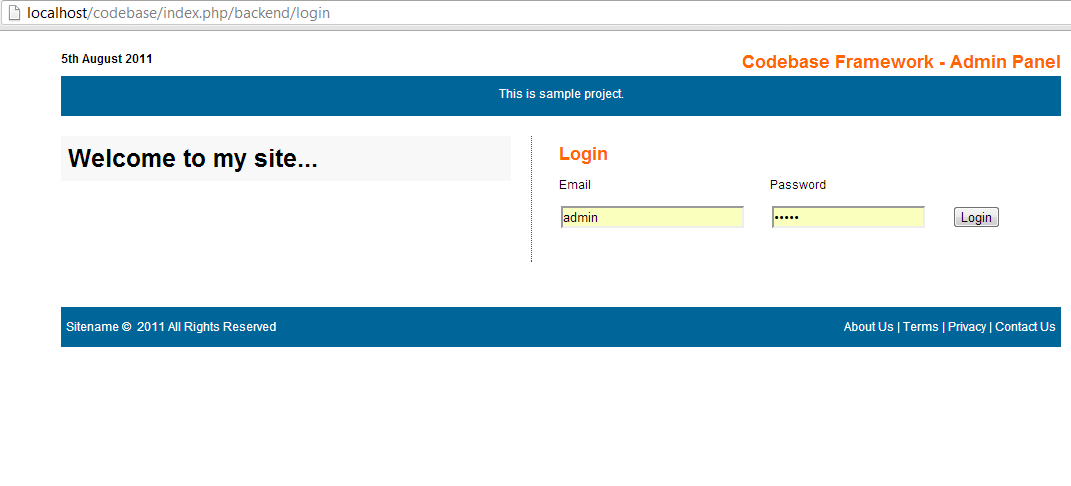 localhost/codebase/index.php/backend/login
5th August 2011
Codebase Framework - Admin Panel
This is sample project.
Welcome to my site...
Login
Email Password
admin ••••• Login
Sitename © 2011 All Rights Reserved
About Us | Terms | Privacy | Contact Us